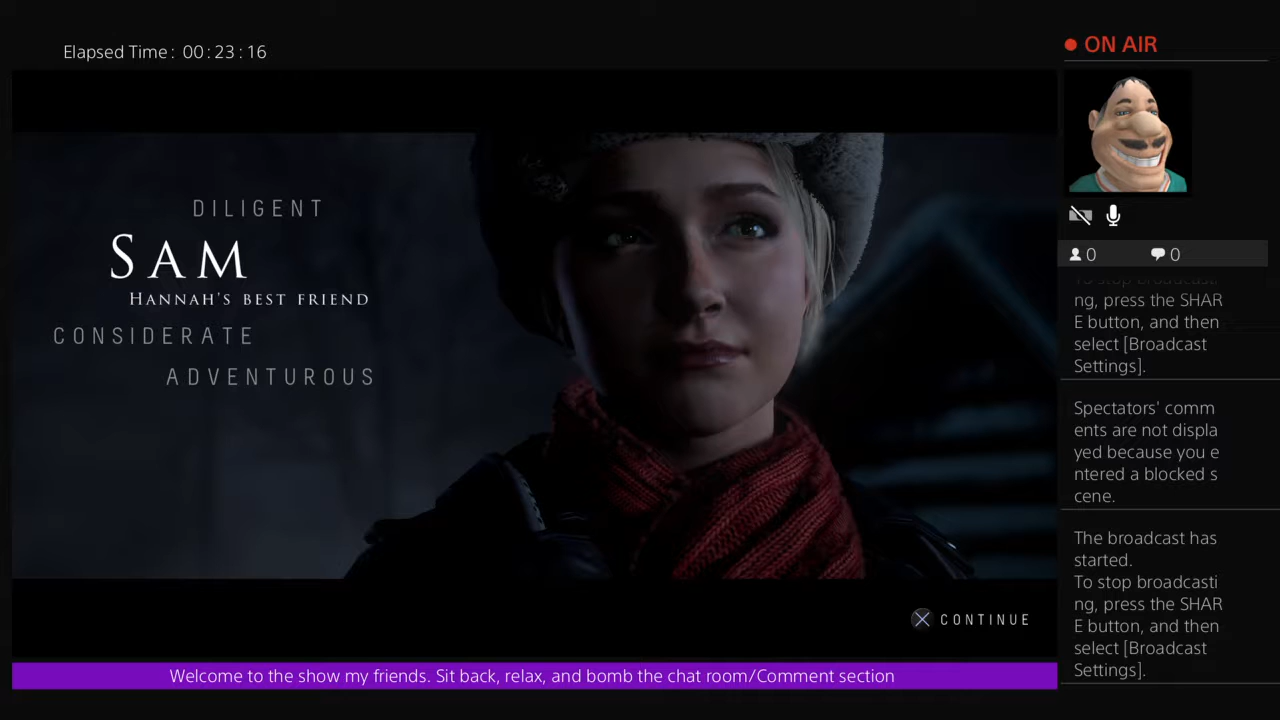 Elapsed Time: 00:23:16
ON AIR
DILIGENT
SAM
HANNAH'S BEST FRIEND
CONSIDERATE
ADVENTUROUS
CONTINUE
0
0
To stop broadcasti
ng, press the SHAR
E button, and then
select [Broadcast
Settings].
Spectators' comm
ents are not displa
yed because you e
ntered a blocked s
cene.
The broadcast has
started.
To stop broadcasti
ng, press the SHAR
E button, and then
select [Broadcast
Settings].
Welcome to the show my friends. Sit back, relax, and bomb the chat room/Comment section